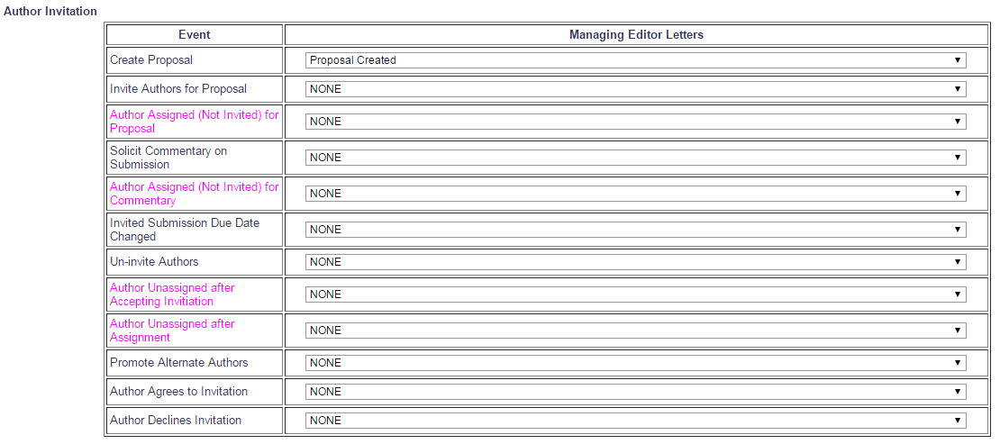 Author Invitation
Event Managing Editor Letters
Create Proposal Proposal Created
Invite Authors for Proposal NONE
Author Assigned (Not Invited) for
Proposal NONE
Solicit Commentary on
Submission NONE
Author Assigned (Not Invited) for
Commentary NONE
Invited Submission Due Date
Changed NONE
Un-invite Authors NONE
Author Unassigned after
Accepting Invitiation NONE
Author Unassigned after
Assignment NONE
Promote Alternate Authors NONE
Author Agrees to Invitation NONE
Author Declines Invitation NONE